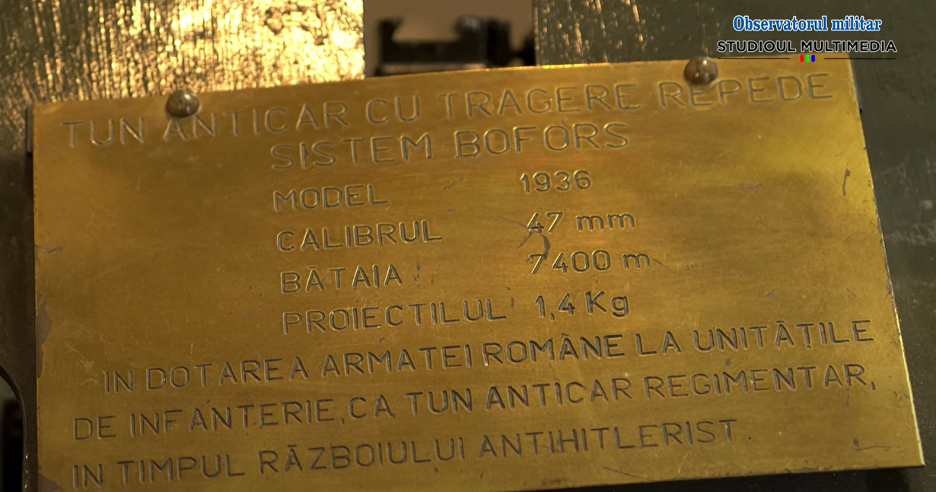 Observatorul militar
STUDIOUL MULTIMEDIA
TUN ANTICAR CU TRAGERE REPEDE
SISTEM BOFORS
MODEL 1936
CALIBRUL 47 mm
BĂTAIA 7400 m
PROIECTILUL 1,4 Kg
IN DOTAREA ARMATEI ROMÂNE LA UNITĂȚILE
DE INFANTERIE, CA TUN ANTICAR REGIMENTAR,
IN TIMPUL RĂZBOIULUI ANTIHITLERIST.